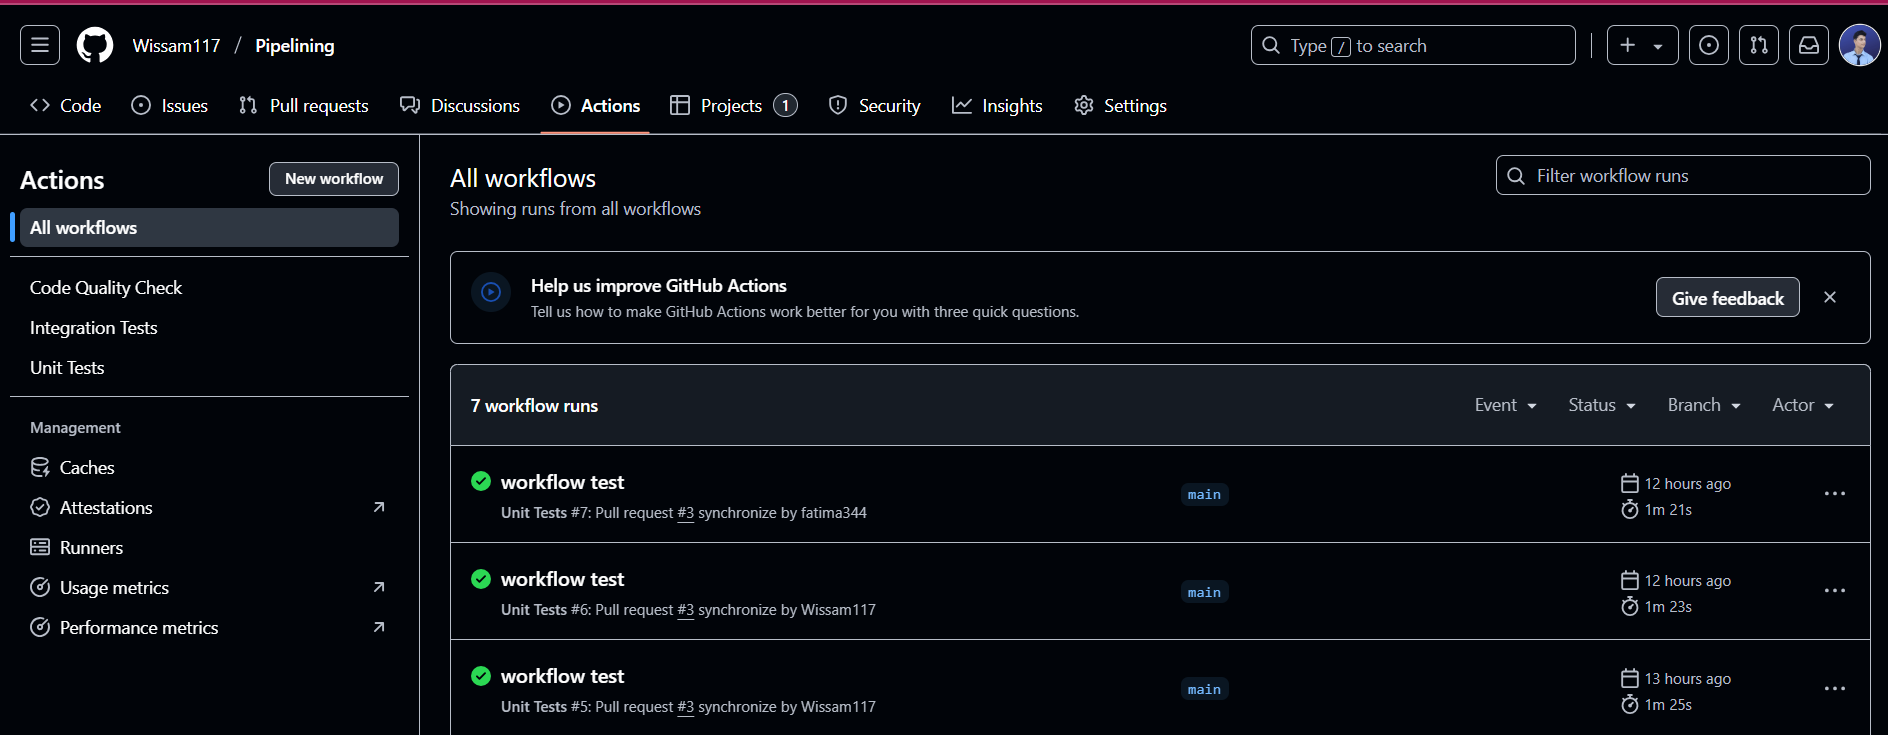 Wissam117 / Pipelining
Type / to search
Code Issues Pull requests Discussions Actions Projects 1 Security Insights Settings
Actions
New workflow
All workflows
Code Quality Check
Integration Tests
Unit Tests
Management
Caches
Attestations
Runners
Usage metrics
Performance metrics
All workflows
Showing runs from all workflows
Filter workflow runs
Help us improve GitHub Actions
Tell us how to make GitHub Actions work better for you with three quick questions.
Give feedback
7 workflow runs
Event Status Branch Actor
workflow test
Unit Tests #7: Pull request #3 synchronize by fatima344
main
12 hours ago
1m 21s
workflow test
Unit Tests #6: Pull request #3 synchronize by Wissam117
main
12 hours ago
1m 23s
workflow test
Unit Tests #5: Pull request #3 synchronize by Wissam117
main
13 hours ago
1m 25s